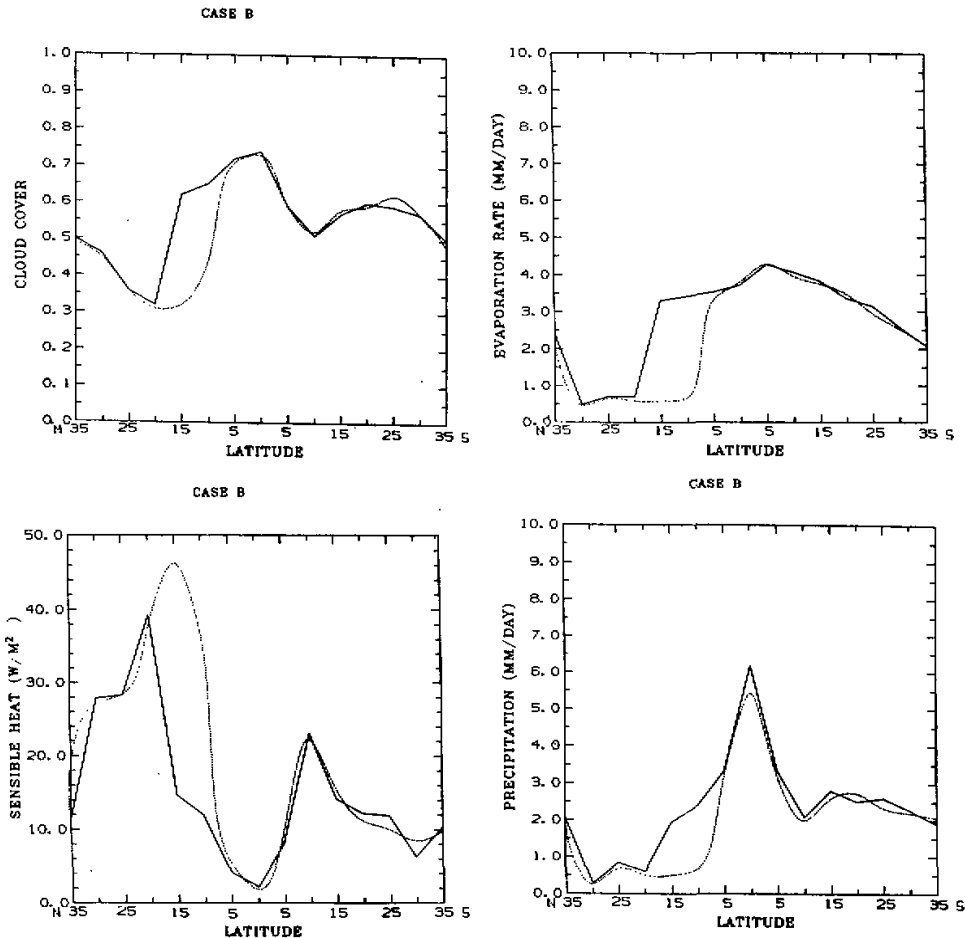 CASE B
1.0
0.9
0.8
0.7
0.6
0.5
0.4
0.3
0.2
0.1
0.0
CLOUD COVER
N 35 25 15 5 5 15 25 35 S
LATITUDE
10.0
9.0
8.0
7.0
6.0
5.0
4.0
3.0
2.0
1.0
0.0
EVAPORATION RATE (MM/DAY)
N 35 25 15 5 5 15 25 35 S
LATITUDE
CASE B
50.0
40.0
30.0
20.0
10.0
0.0
SENSIBLE HEAT (W/M²)
N 35 25 15 5 5 15 25 35 S
LATITUDE
CASE B
10.0
9.0
8.0
7.0
6.0
5.0
4.0
3.0
2.0
1.0
0.0
PRECIPITATION (MM/DAY)
N 35 25 15 5 5 15 25 35 S
LATITUDE